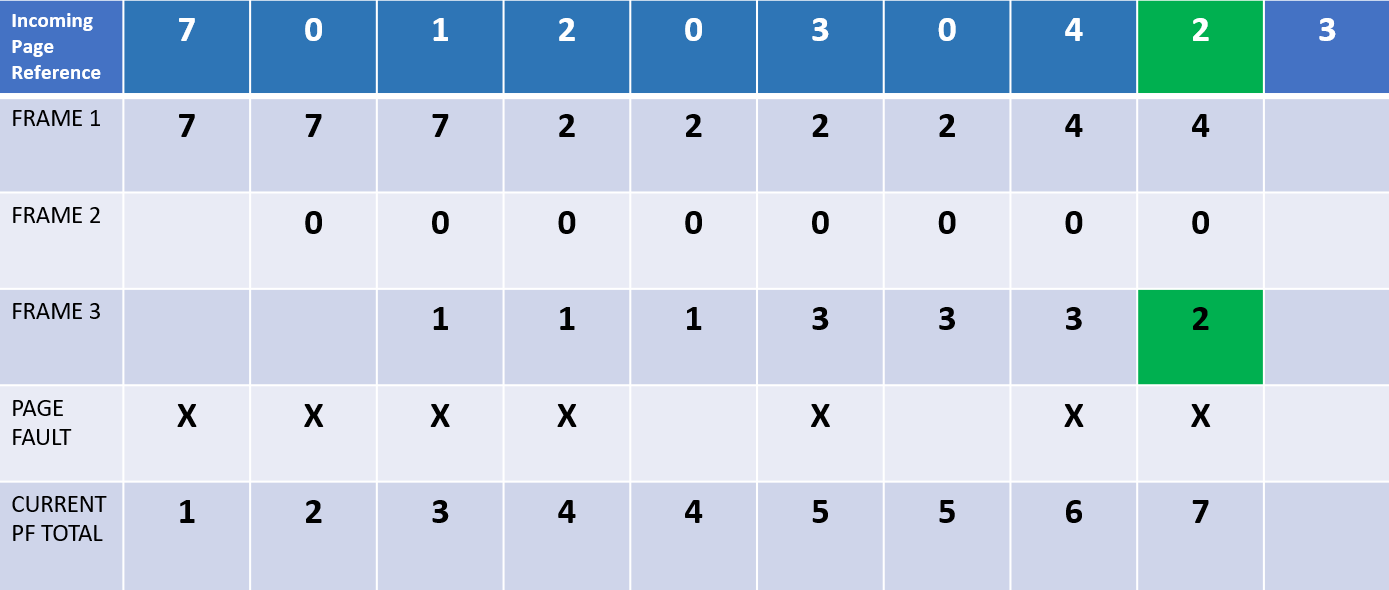 Incoming
Page
Reference
7 0 1 2 0 3 0 4 2 3
FRAME 1 7 7 7 2 2 2 2 4 4
FRAME 2 0 0 0 0 0 0 0 0
FRAME 3 1 1 1 3 3 3 2
PAGE
FAULT
X X X X X X X
CURRENT
PF TOTAL
1 2 3 4 4 5 5 6 7